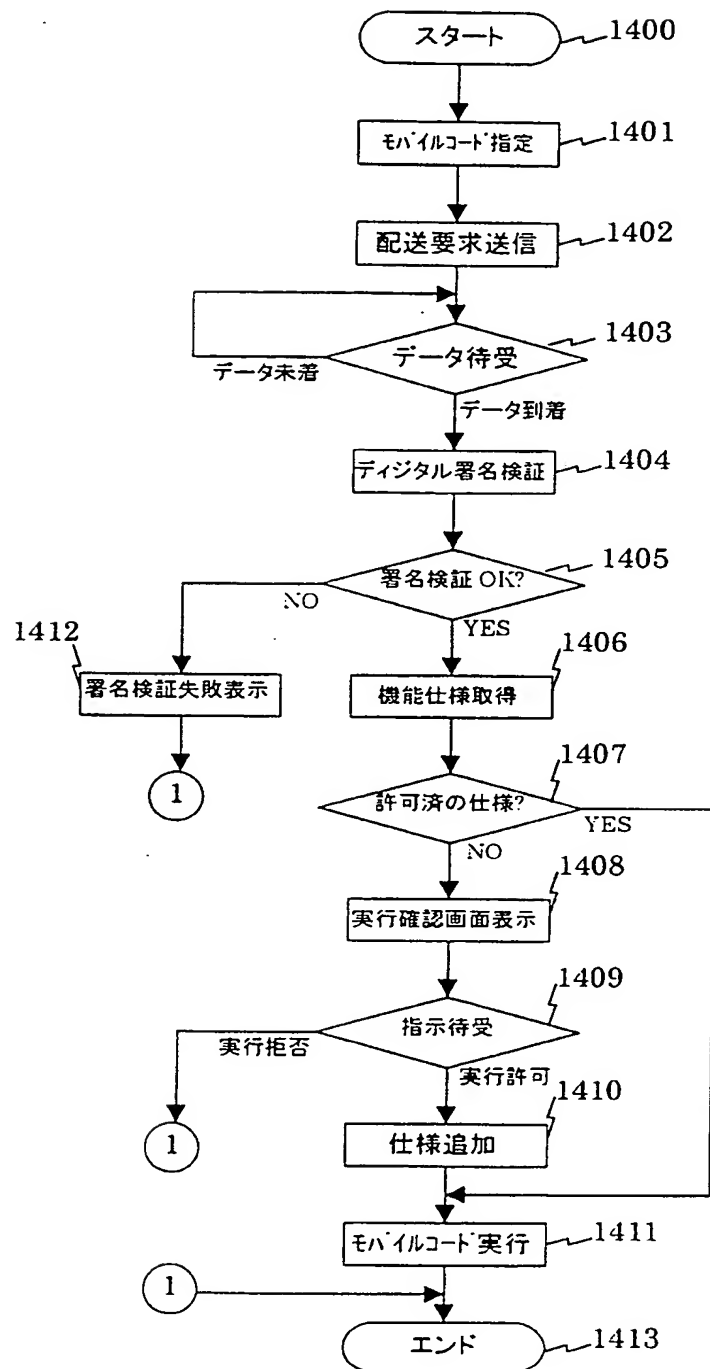 スタート
1400
モバイルコード指定
1401
配送要求送信
1402
1403
データ待受
データ未着
データ到着
ディジタル署名検証
1404
1405
署名検証 OK?
NO
YES
1412
署名検証失敗表示
1406
機能仕様取得
1
1407
許可済の仕様?
YES
NO
1408
実行確認画面表示
1409
指示待受
実行拒否
実行許可
1410
1
仕様追加
モバイルコード実行
1411
1
エンド
1413